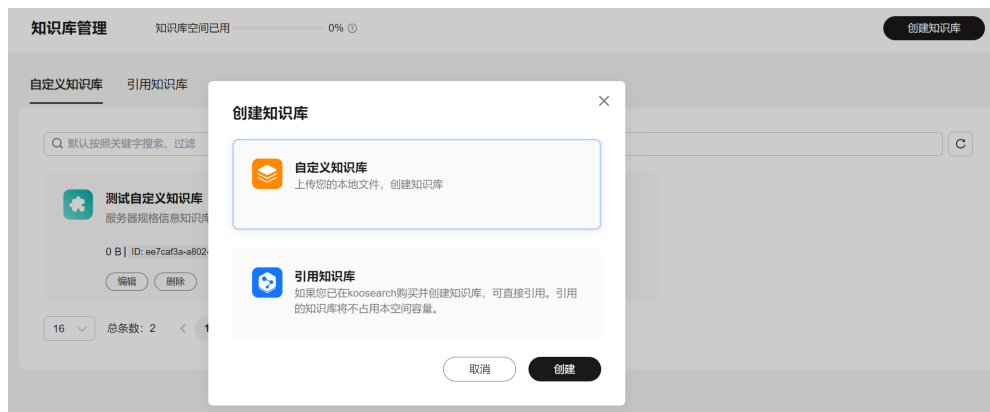 知识库管理
知识库空间已用
0%
创建知识库
自定义知识库
引用知识库
默认按照关键字搜索、过滤
测试自定义知识库
服务器规格信息知识库
0 B | ID: ee7caf3a-a802-
编辑
删除
16
总条数：2
1
创建知识库
自定义知识库
上传您的本地文件，创建知识库
引用知识库
如果您已在koosearch购买并创建知识库，可直接引用。引用
的知识库将不占用本空间容量。
取消
创建